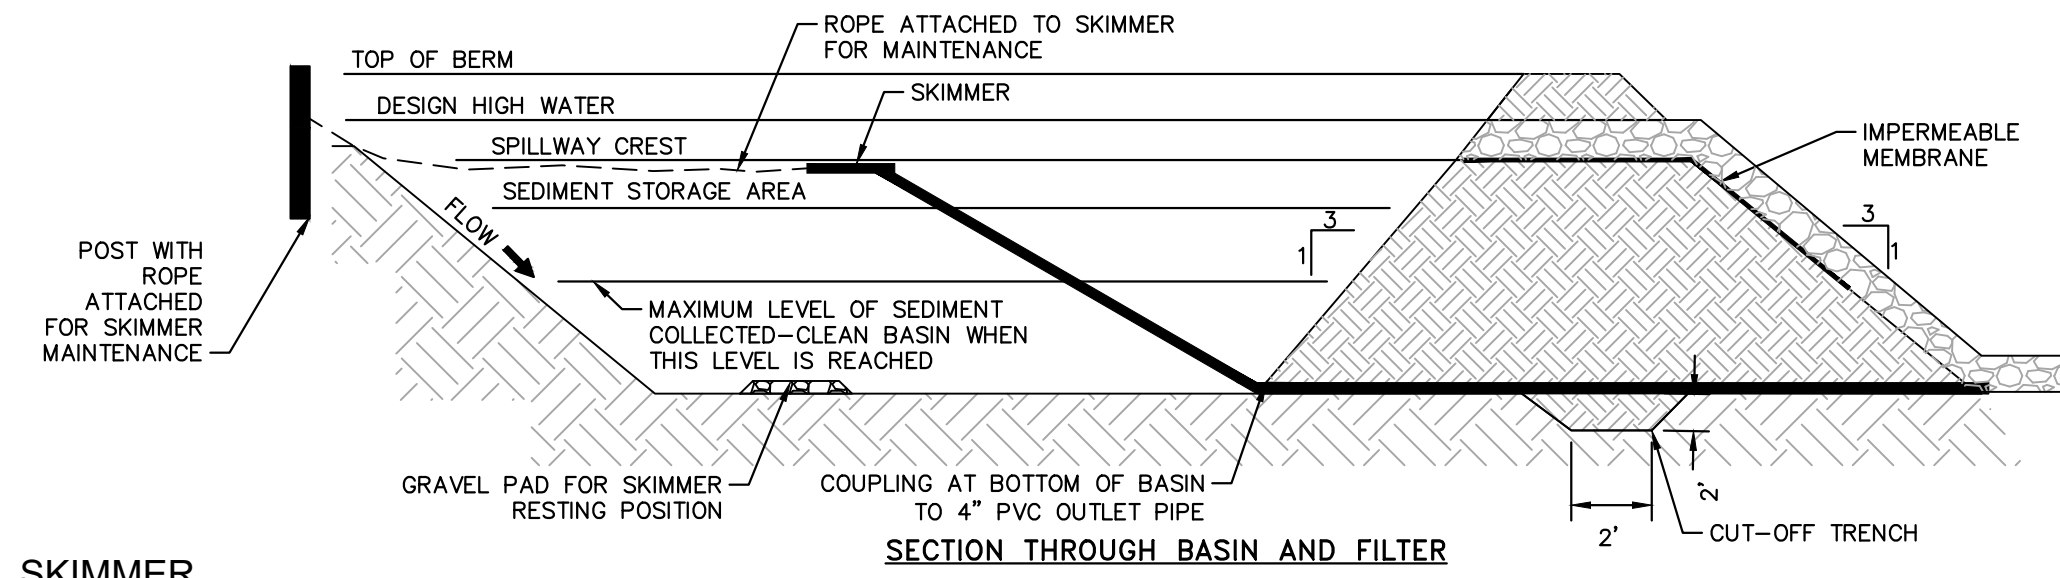 ROPE ATTACHED TO SKIMMER
FOR MAINTENANCE
TOP OF BERM
SKIMMER
DESIGN HIGH WATER
IMPERMEABLE
MEMBRANE
SPILLWAY CREST
SEDIMENT STORAGE AREA
FLOW
3
1
3
1
POST WITH
ROPE
ATTACHED
FOR SKIMMER
MAINTENANCE
MAXIMUM LEVEL OF SEDIMENT
COLLECTED-CLEAN BASIN WHEN
THIS LEVEL IS REACHED
GRAVEL PAD FOR SKIMMER
RESTING POSITION
COUPLING AT BOTTOM OF BASIN
TO 4" PVC OUTLET PIPE
2'
2'
CUT-OFF TRENCH
SECTION THROUGH BASIN AND FILTER
SKIMMER